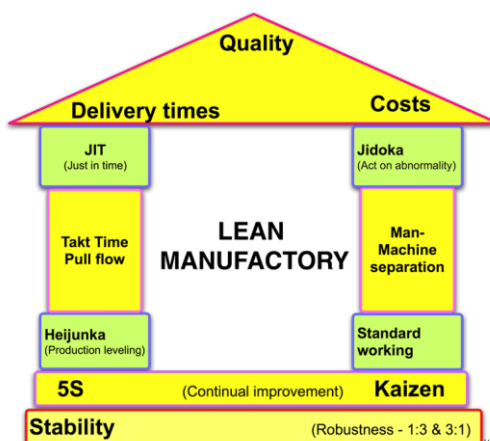 Quality
Delivery times
Costs
JIT
(Just in time)
Jidoka
(Act on abnormality)
Takt Time
Pull flow
LEAN
MANUFACTORY
Man-
Machine
separation
Heijunka
(Production leveling)
Standard
working
5S (Continual improvement) Kaizen
Stability (Robustness - 1:3 & 3:1)